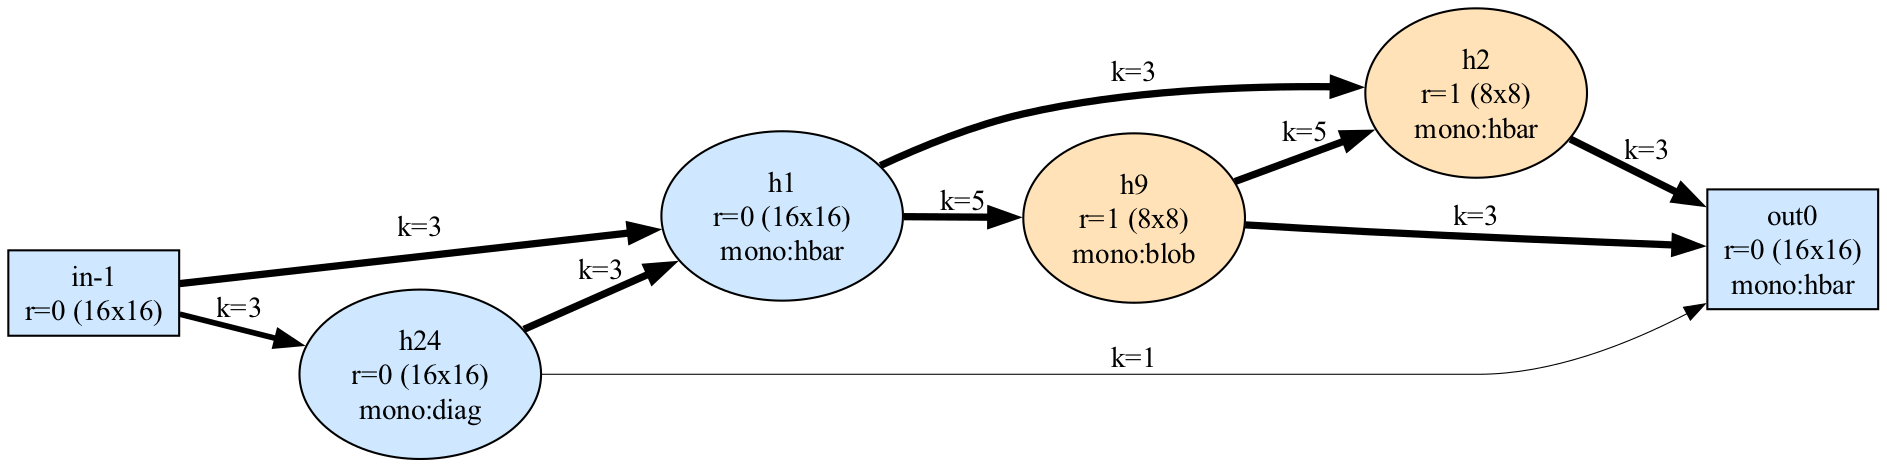 in-1
r=0 (16x16)
k=3
k=3
h24
r=0 (16x16)
mono:diag
k=3
h1
r=0 (16x16)
mono:hbar
k=3
k=5
k=1
h9
r=1 (8x8)
mono:blob
k=5
k=3
h2
r=1 (8x8)
mono:hbar
k=3
out0
r=0 (16x16)
mono:hbar